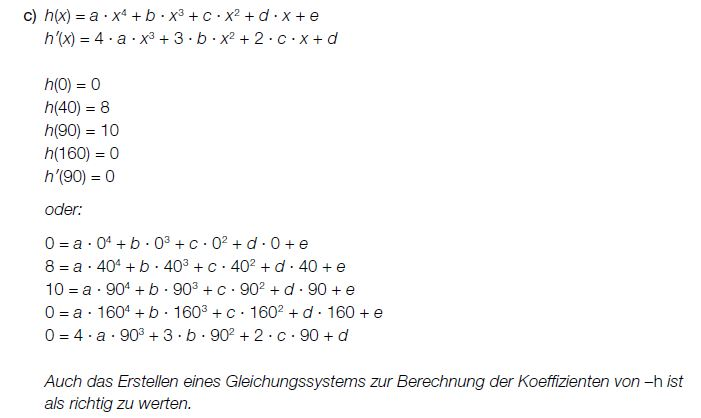 c) h(x) = a · x⁴ + b · x³ + c · x² + d · x + e
h′(x) = 4 · a · x³ + 3 · b · x² + 2 · c · x + d
h(0) = 0
h(40) = 8
h(90) = 10
h(160) = 0
h′(90) = 0
oder:
0 = a · 0⁴ + b · 0³ + c · 0² + d · 0 + e
8 = a · 40⁴ + b · 40³ + c · 40² + d · 40 + e
10 = a · 90⁴ + b · 90³ + c · 90² + d · 90 + e
0 = a · 160⁴ + b · 160³ + c · 160² + d · 160 + e
0 = 4 · a · 90³ + 3 · b · 90² + 2 · c · 90 + d
Auch das Erstellen eines Gleichungssystems zur Berechnung der Koeffizienten von –h ist
als richtig zu werten.